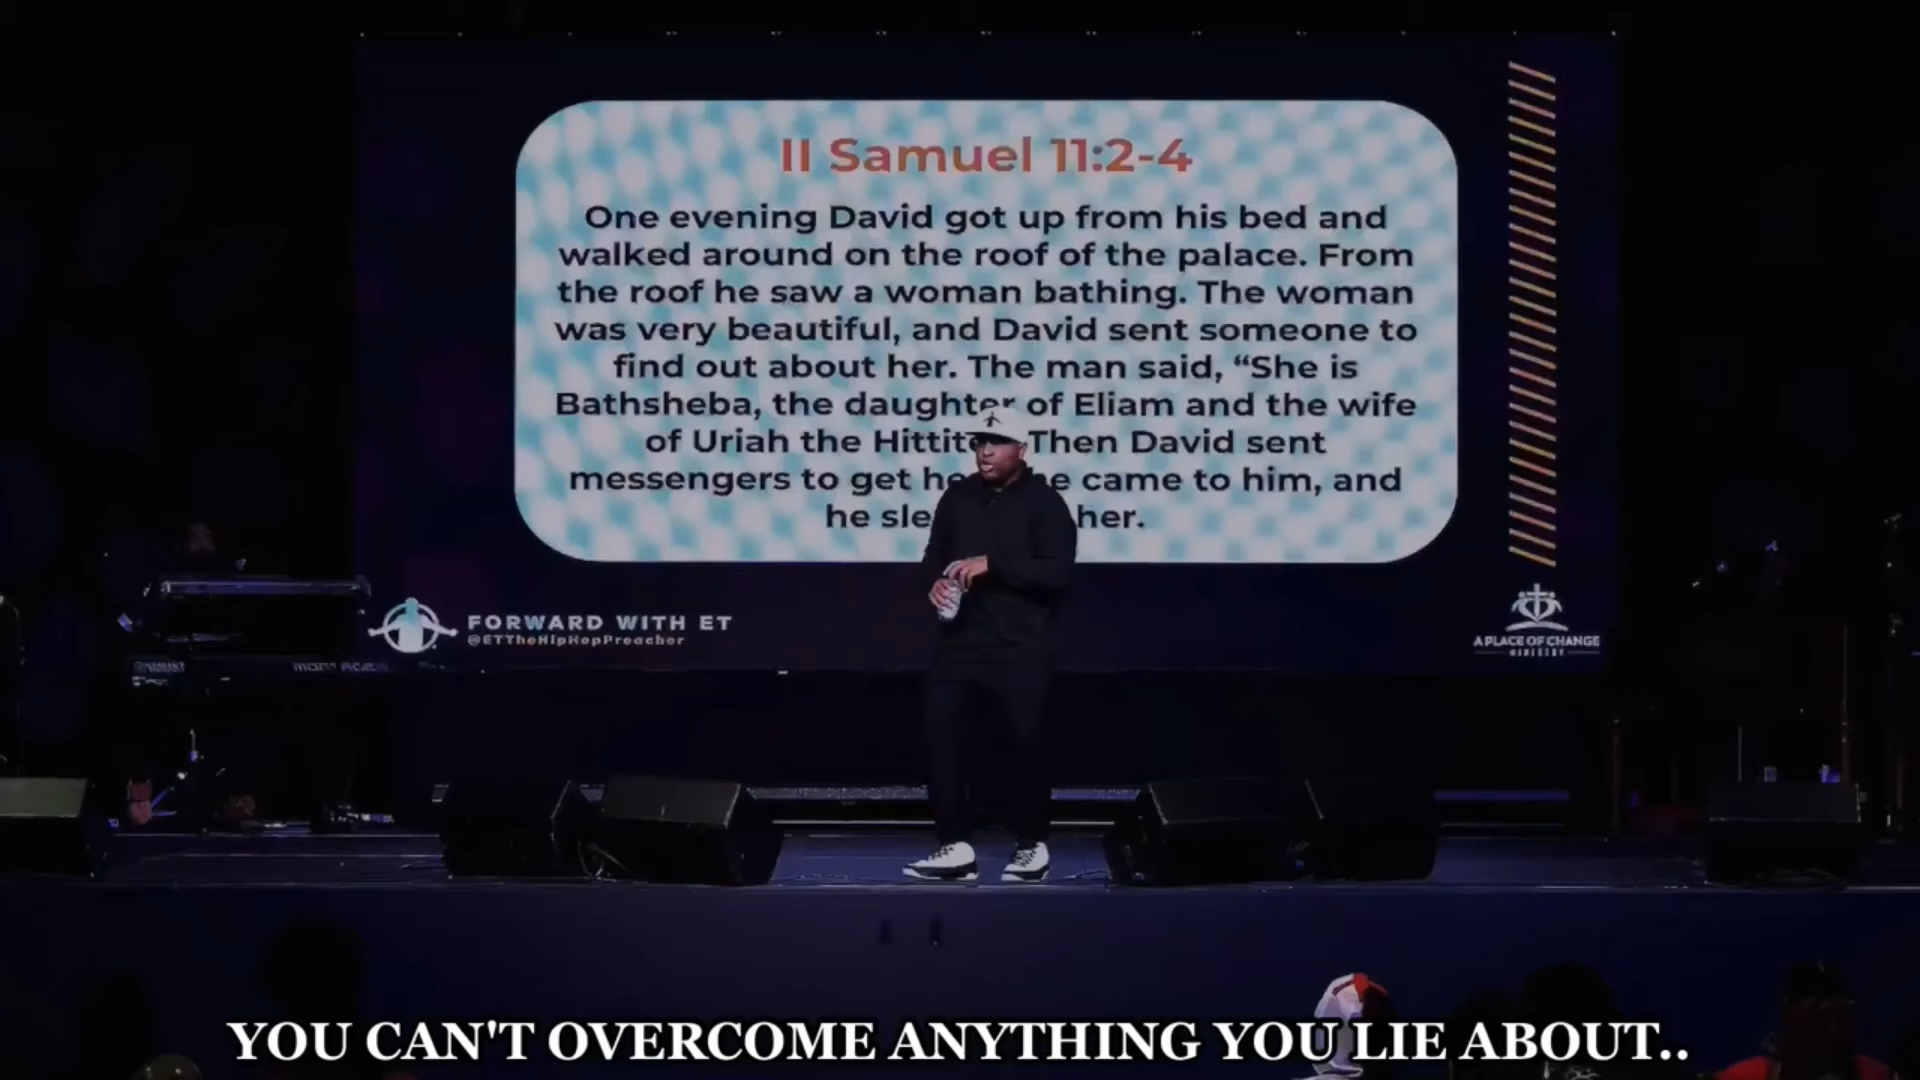 II Samuel 11:2-4
One evening David got up from his bed and
walked around on the roof of the palace. From
the roof he saw a woman bathing. The woman
was very beautiful, and David sent someone to
find out about her. The man said, “She is
Bathsheba, the daughter of Eliam and the wife
of Uriah the Hittite Then David sent
messengers to get he e came to him, and
he sle her.
FORWARD WITH ET
@ETTheHipHopPreacher
A PLACE OF CHANGE
MINISTRY
YOU CAN'T OVERCOME ANYTHING YOU LIE ABOUT..